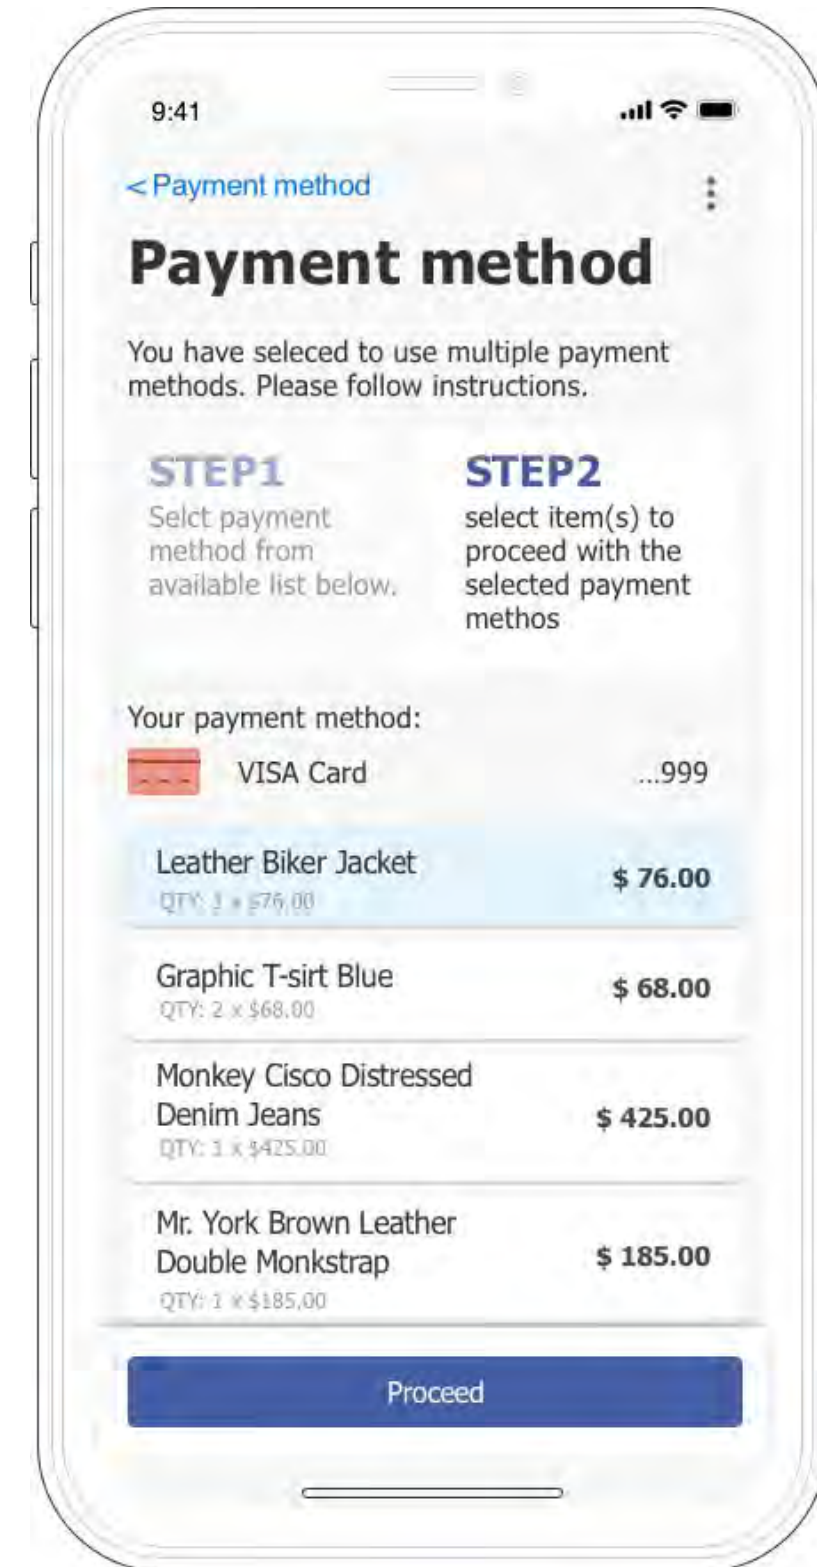 9:41
< Payment method
Payment method
You have seleced to use multiple payment
methods. Please follow instructions.
STEP1
Selct payment
method from
available list below.
STEP2
select item(s) to
proceed with the
selected payment
methos
Your payment method:
VISA Card ...999
Leather Biker Jacket
$ 76.00
QTY: 1 x $76.00
Graphic T-sirt Blue
$ 68.00
QTY: 2 x $68.00
Monkey Cisco Distressed
Denim Jeans
$ 425.00
QTY: 1 x $425.00
Mr. York Brown Leather
Double Monkstrap
$ 185.00
QTY: 1 x $185.00
Proceed